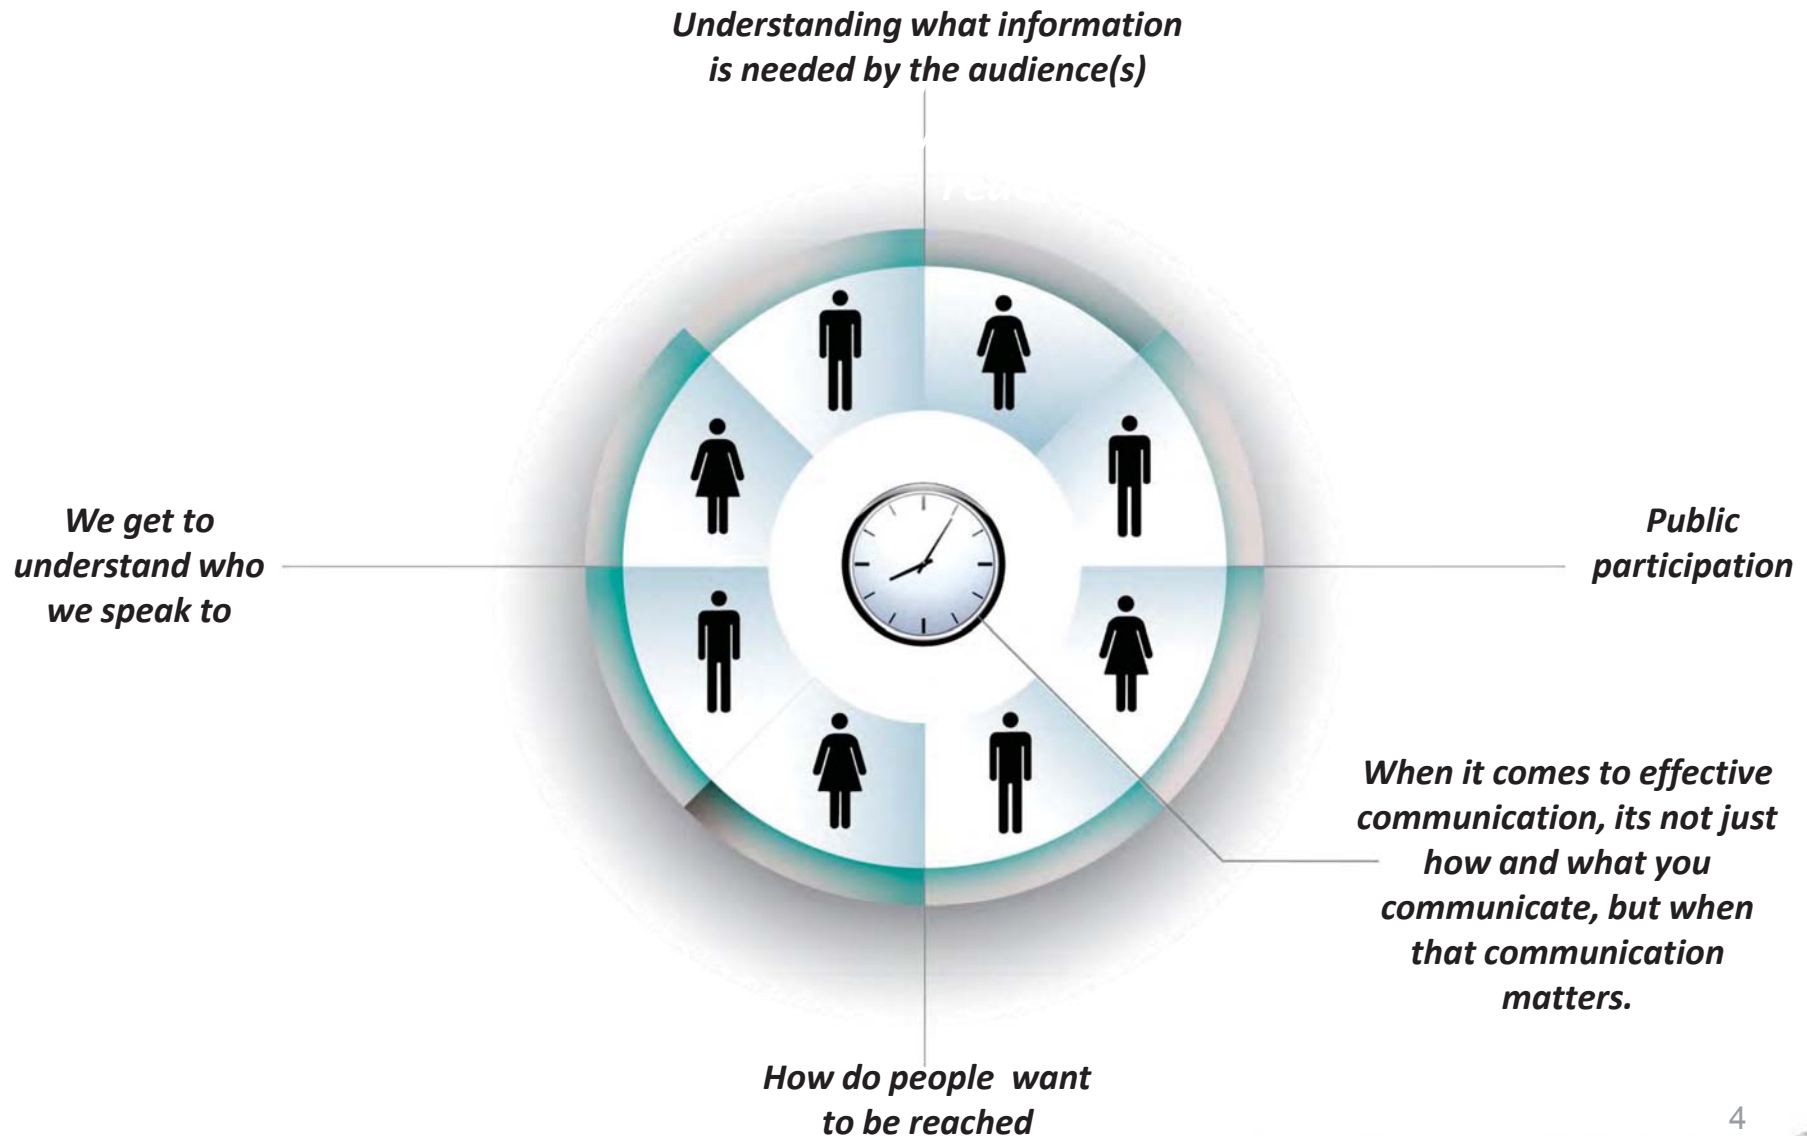 Understanding what information
is needed by the audience(s)
We get to
understand who
we speak to
Public
participation
When it comes to effective
communication, its not just
how and what you
communicate, but when
that communication
matters.
How do people want
to be reached
4